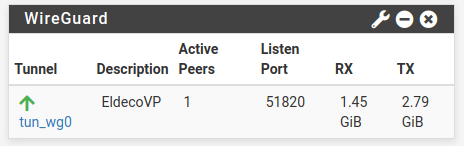 WireGuard
Tunnel Description Active Peers Listen Port RX TX
tun_wg0 EldecoVP 1 51820 1.45 GiB 2.79 GiB